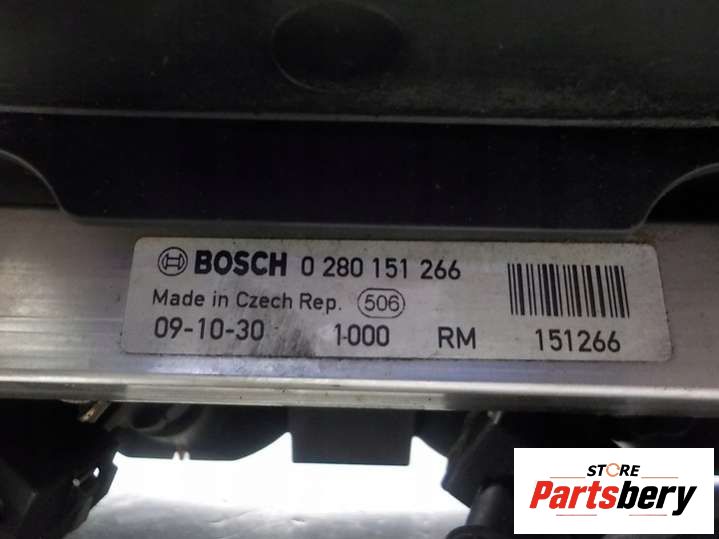 BOSCH 0 280 151 266
Made in Czech Rep. 506
09-10-30 1-000 RM 151266
STORE
Partsbery